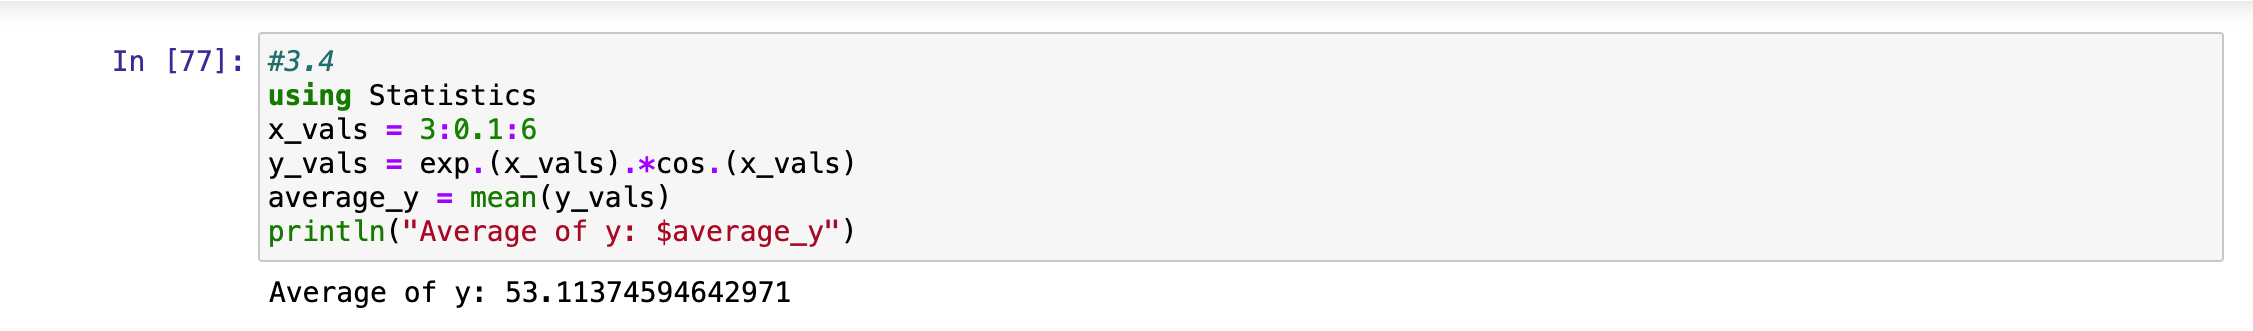 In [77]:
#3.4
using Statistics
x_vals = 3:0.1:6
y_vals = exp.(x_vals).*cos.(x_vals)
average_y = mean(y_vals)
println("Average of y: $average_y")
Average of y: 53.11374594642971